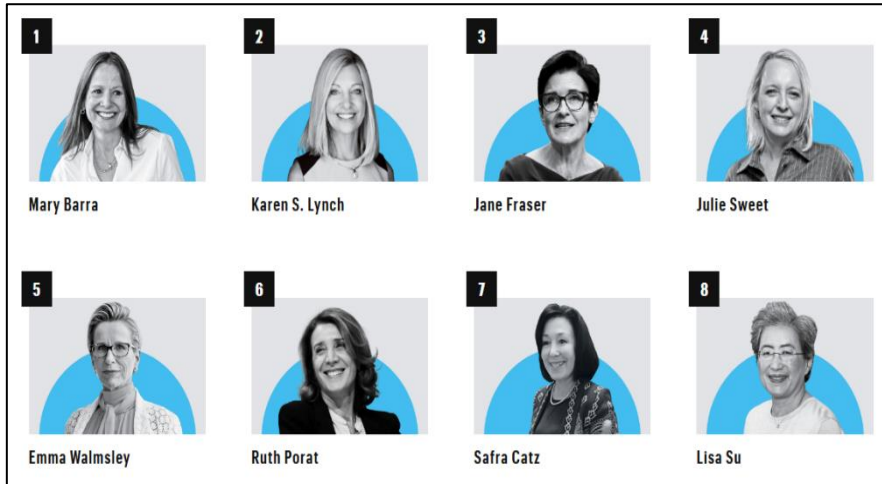 1 2 3 4
Mary Barra Karen S. Lynch Jane Fraser Julie Sweet
5 6 7 8
Emma Walmsley Ruth Porat Safra Catz Lisa Su